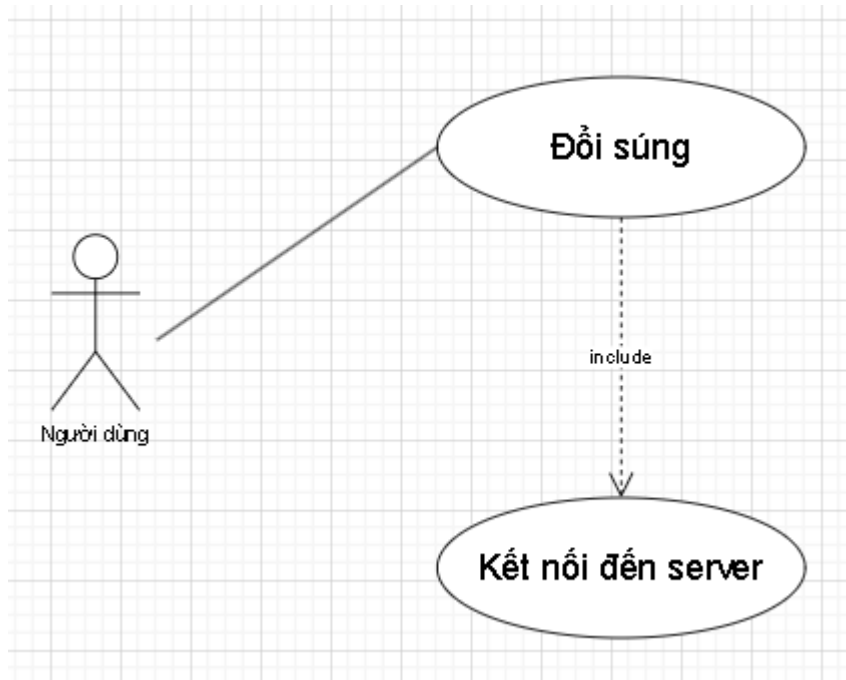 Đổi súng
include
Người dùng
Kết nối đến server